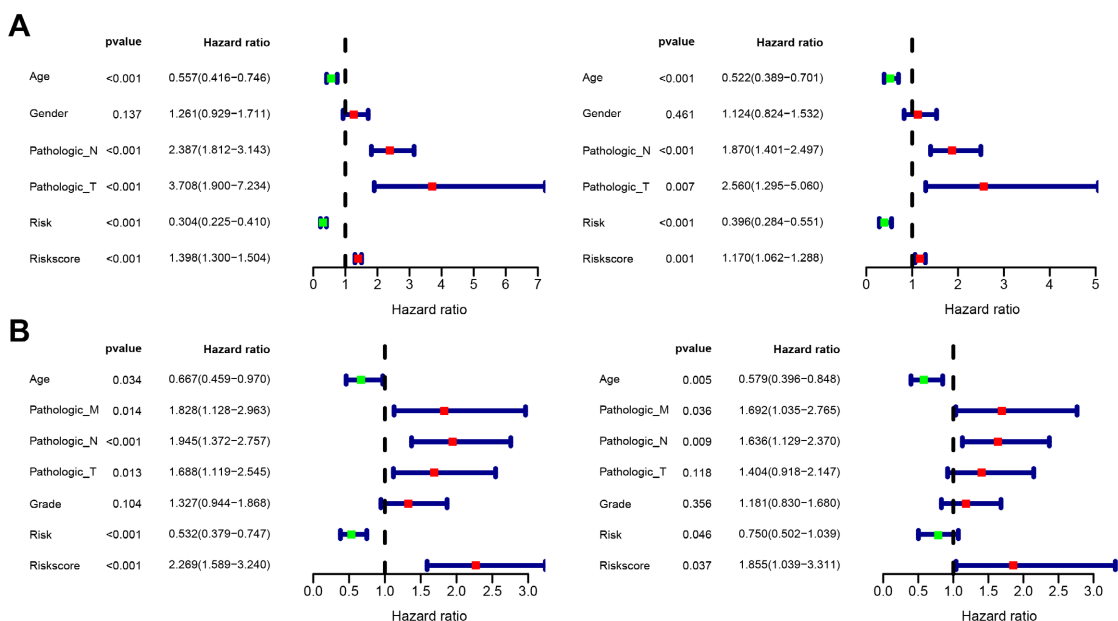 A
pvalue Hazard ratio
Age <0.001 0.557(0.416−0.746)
Gender 0.137 1.261(0.929−1.711)
Pathologic_N <0.001 2.387(1.812−3.143)
Pathologic_T <0.001 3.708(1.900−7.234)
Risk <0.001 0.304(0.225−0.410)
Riskscore <0.001 1.398(1.300−1.504)
0 1 2 3 4 5 6 7
Hazard ratio
pvalue Hazard ratio
Age <0.001 0.522(0.389−0.701)
Gender 0.461 1.124(0.824−1.532)
Pathologic_N <0.001 1.870(1.401−2.497)
Pathologic_T 0.007 2.560(1.295−5.060)
Risk <0.001 0.396(0.284−0.551)
Riskscore 0.001 1.170(1.062−1.288)
0 1 2 3 4 5
Hazard ratio
B
pvalue Hazard ratio
Age 0.034 0.667(0.459−0.970)
Pathologic_M 0.014 1.828(1.128−2.963)
Pathologic_N <0.001 1.945(1.372−2.757)
Pathologic_T 0.013 1.688(1.119−2.545)
Grade 0.104 1.327(0.944−1.868)
Risk <0.001 0.532(0.379−0.747)
Riskscore <0.001 2.269(1.589−3.240)
0.0 0.5 1.0 1.5 2.0 2.5 3.0
Hazard ratio
pvalue Hazard ratio
Age 0.005 0.579(0.396−0.848)
Pathologic_M 0.036 1.692(1.035−2.765)
Pathologic_N 0.009 1.636(1.129−2.370)
Pathologic_T 0.118 1.404(0.918−2.147)
Grade 0.356 1.181(0.830−1.680)
Risk 0.046 0.750(0.502−1.039)
Riskscore 0.037 1.855(1.039−3.311)
0.0 0.5 1.0 1.5 2.0 2.5 3.0
Hazard ratio